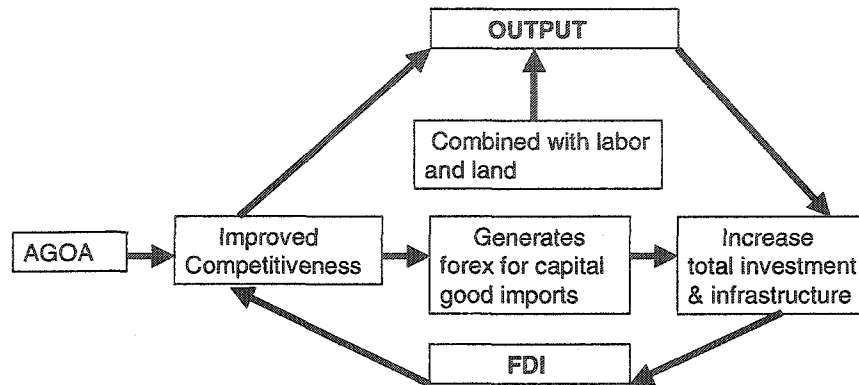 OUTPUT
Combined with labor
and land
AGOA
Improved
Competitiveness
Generates
forex for capital
good imports
Increase
total investment
& infrastructure
FDI